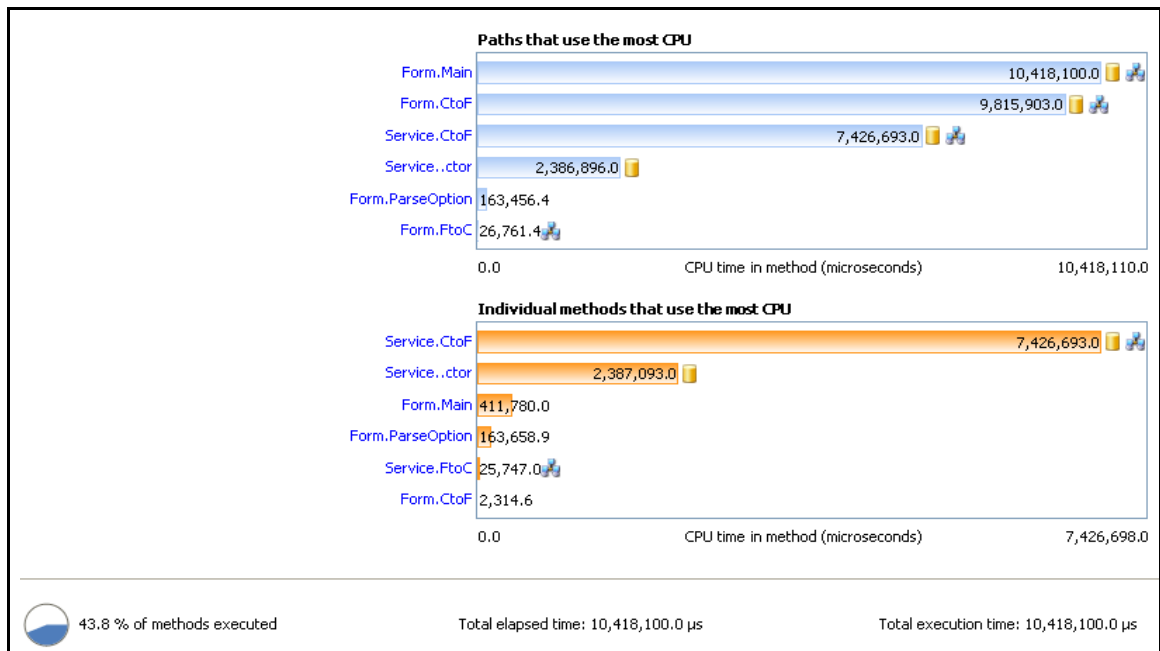 Paths that use the most CPU
Form.Main 10,418,100.0
Form.CtoF 9,815,903.0
Service.CtoF 7,426,693.0
Service..ctor 2,386,896.0
Form.ParseOption 163,456.4
Form.FtoC 26,761.4
0.0 CPU time in method (microseconds) 10,418,110.0
Individual methods that use the most CPU
Service.CtoF 7,426,693.0
Service..ctor 2,387,093.0
Form.Main 411,780.0
Form.ParseOption 163,658.9
Service.FtoC 25,747.0
Form.CtoF 2,314.6
0.0 CPU time in method (microseconds) 7,426,698.0
43.8 % of methods executed Total elapsed time: 10,418,100.0 µs Total execution time: 10,418,100.0 µs